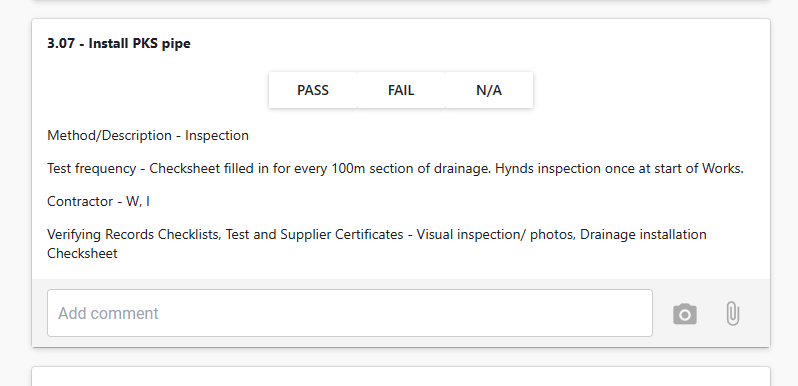 3.07 - Install PKS pipe
PASS
FAIL
N/A
Method/Description - Inspection
Test frequency - Checksheet filled in for every 100m section of drainage. Hynds inspection once at start of Works.
Contractor - W, I
Verifying Records Checklists, Test and Supplier Certificates - Visual inspection/ photos, Drainage installation
Checksheet
Add comment